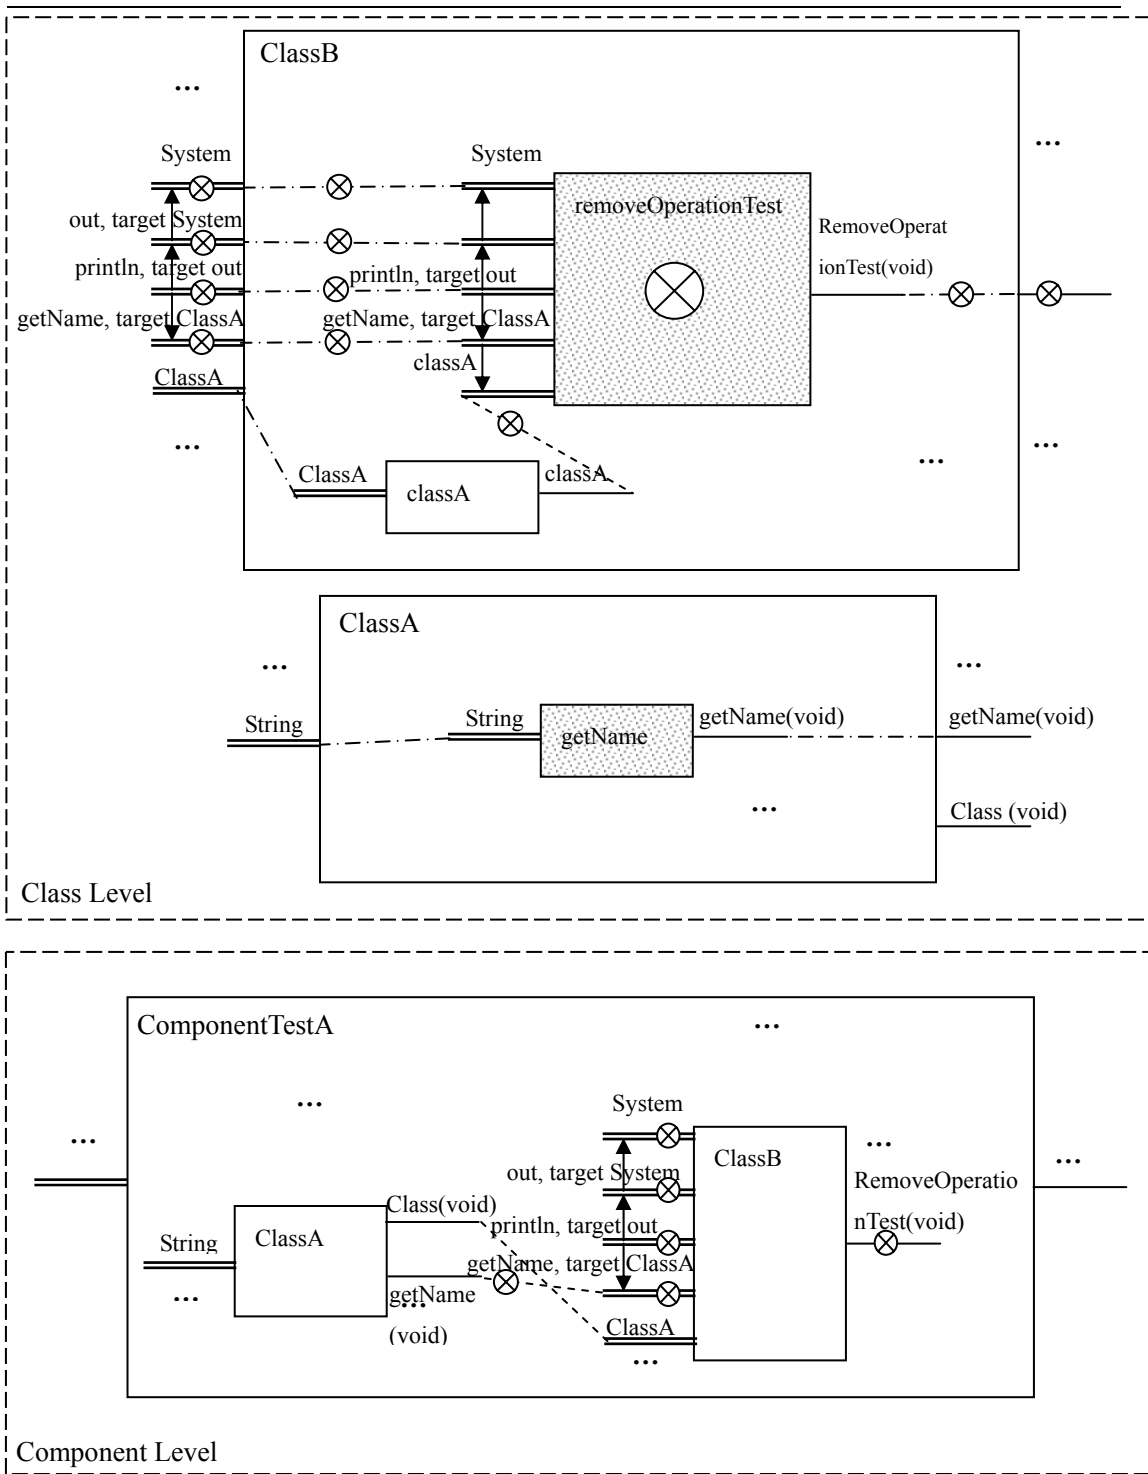 ClassB
...
...
System
System
removeOperationTest
out, target System
RemoveOperat
ionTest(void)
println, target out
println, target out
getName, target ClassA
getName, target ClassA
classA
ClassA
...
...
...
ClassA
classA
classA
ClassA
...
...
String
String
getName
getName(void)
getName(void)
...
Class (void)
Class Level
ComponentTestA
...
...
System
...
...
...
ClassB
out, target System
RemoveOperatio
nTest(void)
Class(void)
String
ClassA
println, target out
getName, target ClassA
...
getName
...
(void)
ClassA
...
Component Level